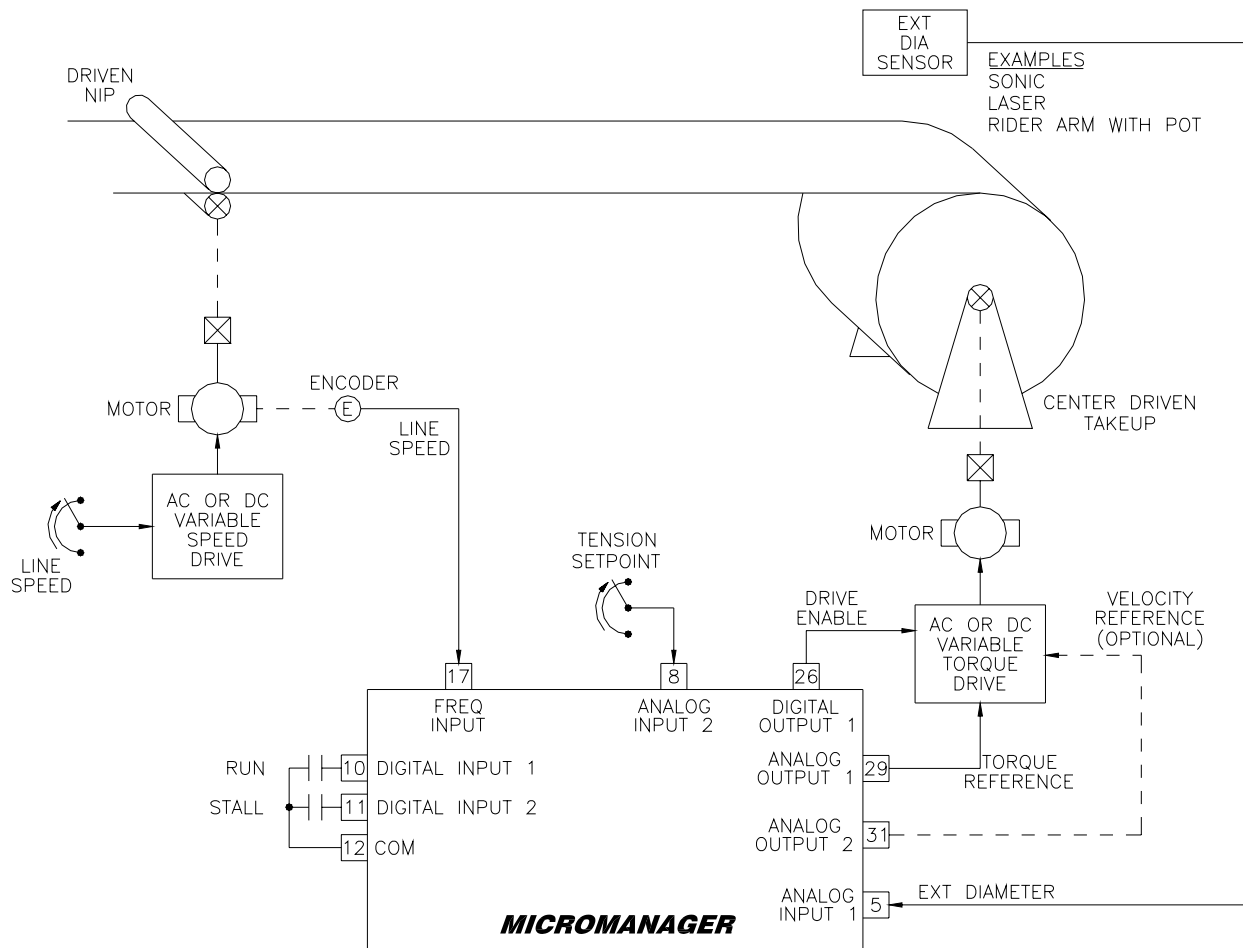 EXT
DIA
SENSOR
EXAMPLES
SONIC
LASER
RIDER ARM WITH POT
DRIVEN
NIP
MOTOR
ENCODER
E
LINE
SPEED
CENTER DRIVEN
TAKEUP
AC OR DC
VARIABLE
SPEED
DRIVE
LINE
SPEED
TENSION
SETPOINT
MOTOR
DRIVE
ENABLE
AC OR DC
VARIABLE
TORQUE
DRIVE
VELOCITY
REFERENCE
(OPTIONAL)
17
FREQ
INPUT
8
ANALOG
INPUT 2
26
DIGITAL
OUTPUT 1
RUN
10 DIGITAL INPUT 1
STALL
11 DIGITAL INPUT 2
12 COM
ANALOG
OUTPUT 1
29
TORQUE
REFERENCE
ANALOG
OUTPUT 2
31
ANALOG
INPUT 1
5
EXT DIAMETER
MICROMANAGER